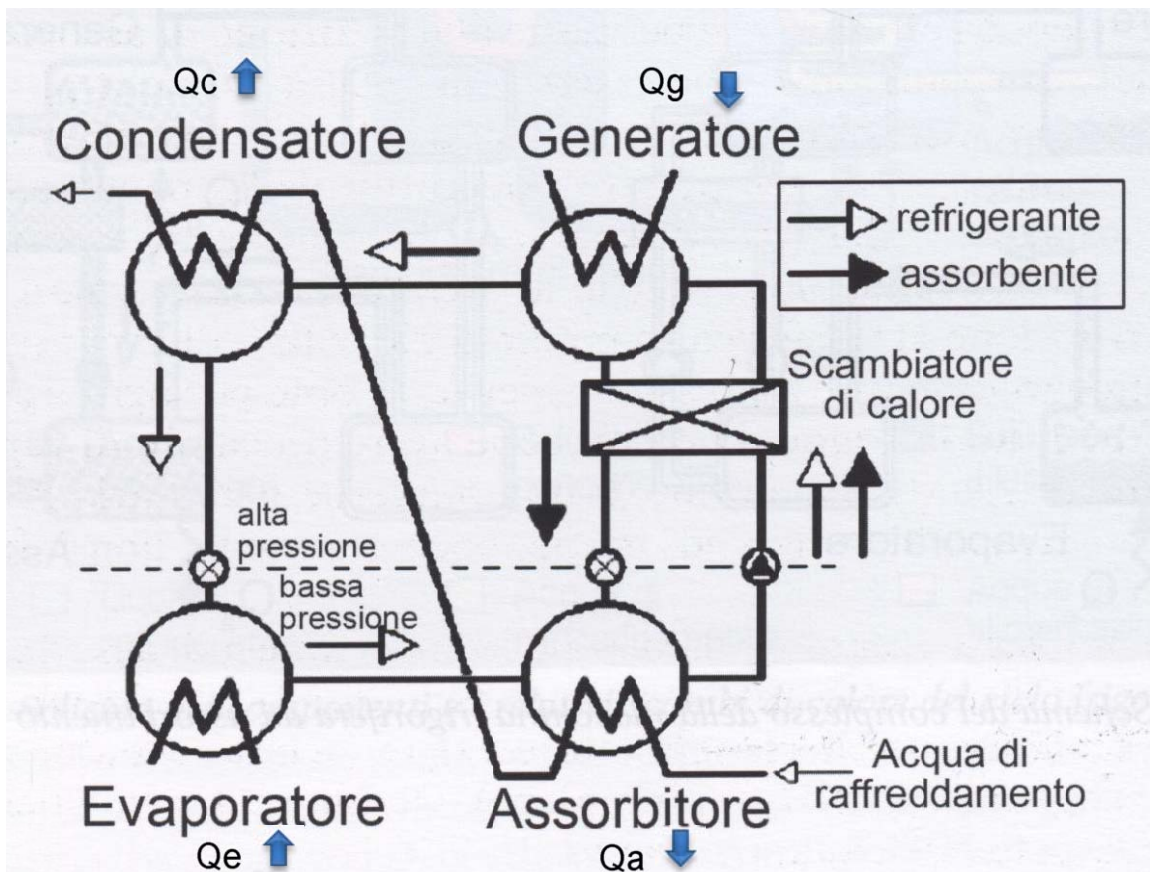 Qc
Qg
Condensatore
Generatore
refrigerante
assorbente
Scambiatore
di calore
alta
pressione
bassa
pressione
Evaporatore
Acqua di
raffreddamento
Evaporatore
Assorbitore
Qe
Qa